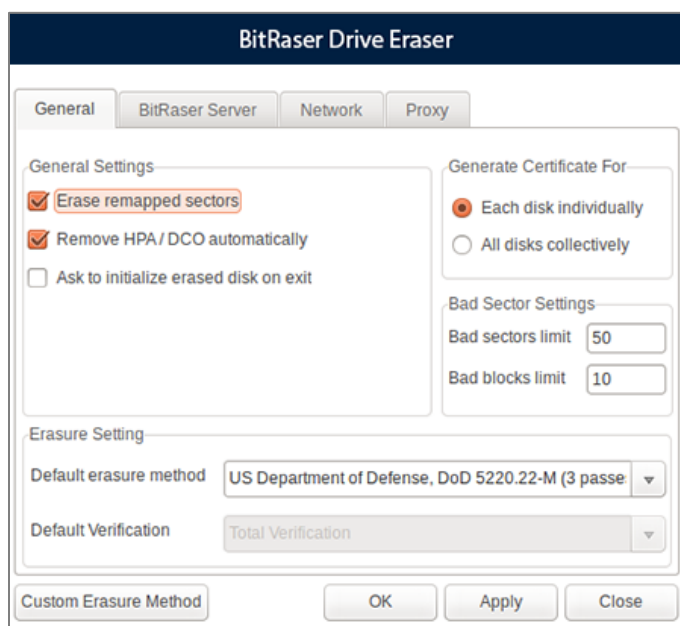 BitRaser Drive Eraser
General
BitRaser Server
Network
Proxy
General Settings
Erase remapped sectors
Remove HPA / DCO automatically
Ask to initialize erased disk on exit
Generate Certificate For
Each disk individually
All disks collectively
Bad Sector Settings
Bad sectors limit
50
Bad blocks limit
10
Erasure Setting
Default erasure method
US Department of Defense, DoD 5220.22-M (3 passe
Default Verification
Total Verification
Custom Erasure Method
OK
Apply
Close